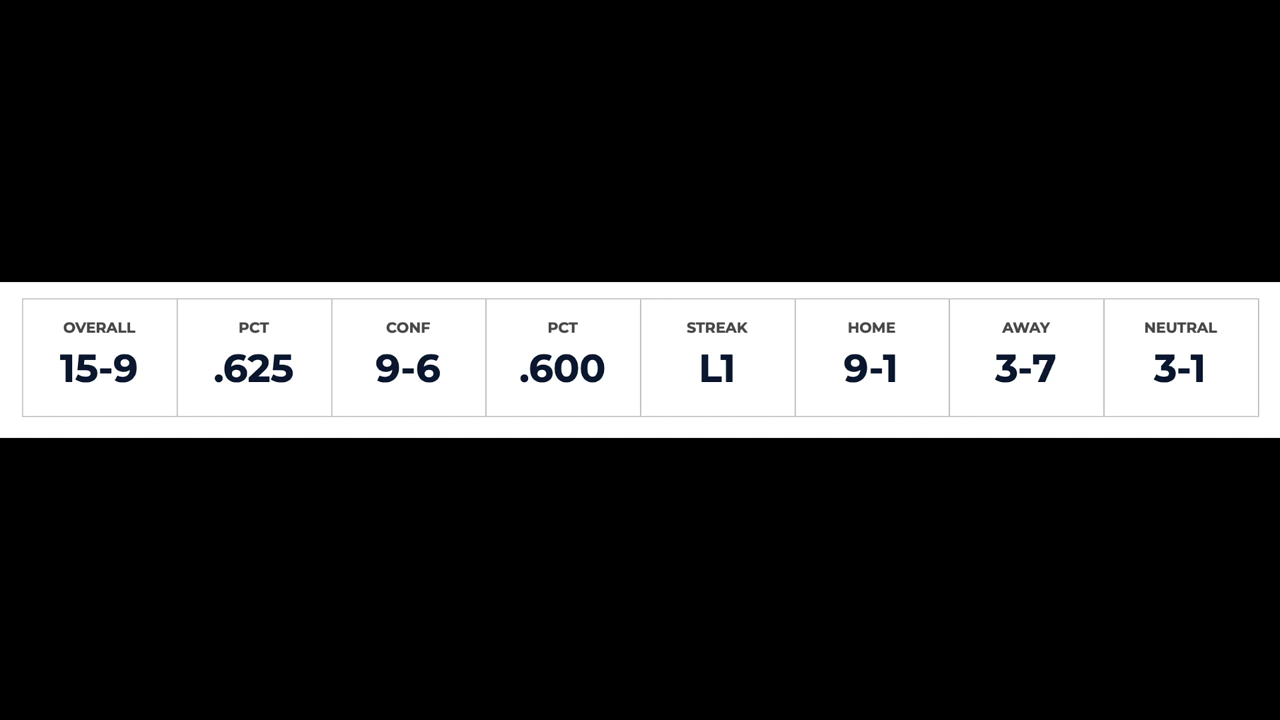 OVERALL PCT CONF PCT STREAK HOME AWAY NEUTRAL
15-9 .625 9-6 .600 L1 9-1 3-7 3-1